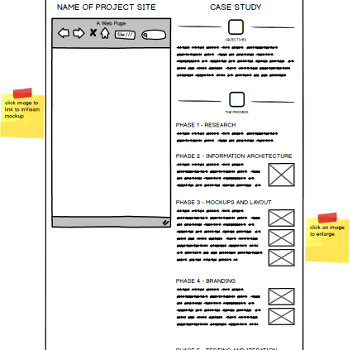 NAME OF PROJECT SITE
CASE STUDY
A Web Page
file:///
OBJECTIVES
click image to
link to inVision
mockup
THE PROCESS
PHASE 1 - RESEARCH
PHASE 2 - INFORMATION ARCHITECTURE
PHASE 3 - MOCKUPS AND LAYOUT
click on image
to enlarge
PHASE 4 - BRANDING
PHASE 5 - TESTING AND ITERATION